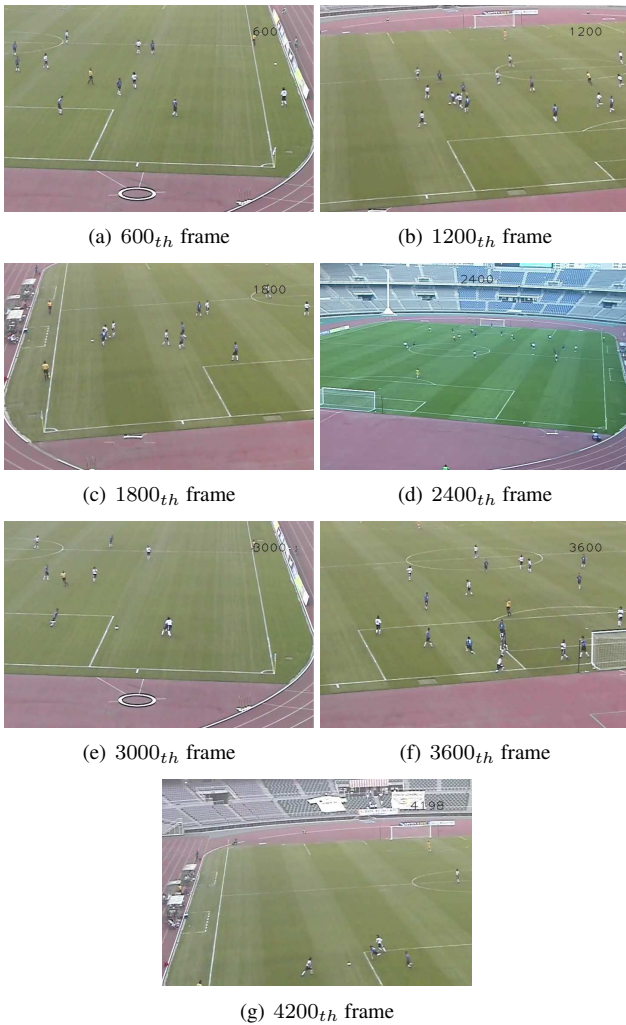 600
1200
(a) 600th frame
(b) 1200th frame
1800
2400
(c) 1800th frame
(d) 2400th frame
3000
3600
(e) 3000th frame
(f) 3600th frame
4198
(g) 4200th frame